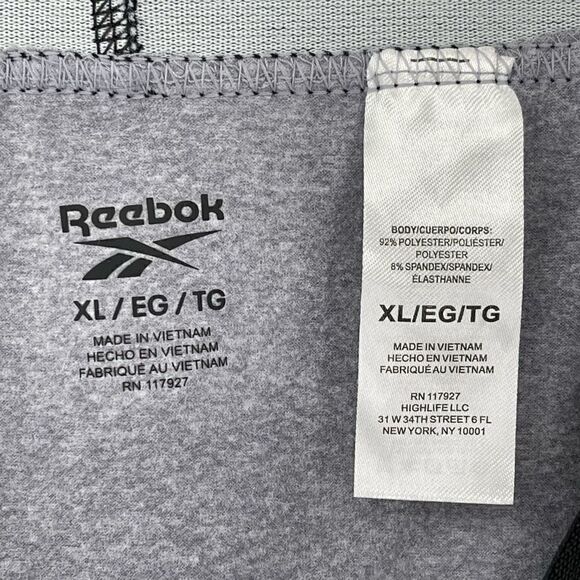 Reebok
XL / EG / TG
MADE IN VIETNAM
HECHO EN VIETNAM
FABRIQUÉ AU VIETNAM
RN 117927
BODY/CUERPO/CORPS:
92% POLYESTER/POLIÉSTER/
POLYESTER
8% SPANDEX/SPANDEX/
ÉLASTHANNE
XL/EG/TG
MADE IN VIETNAM
HECHO EN VIETNAM
FABRIQUÉ AU VIETNAM
RN 117927
HIGHLIFE LLC
31 W 34TH STREET 6 FL
NEW YORK, NY 10001